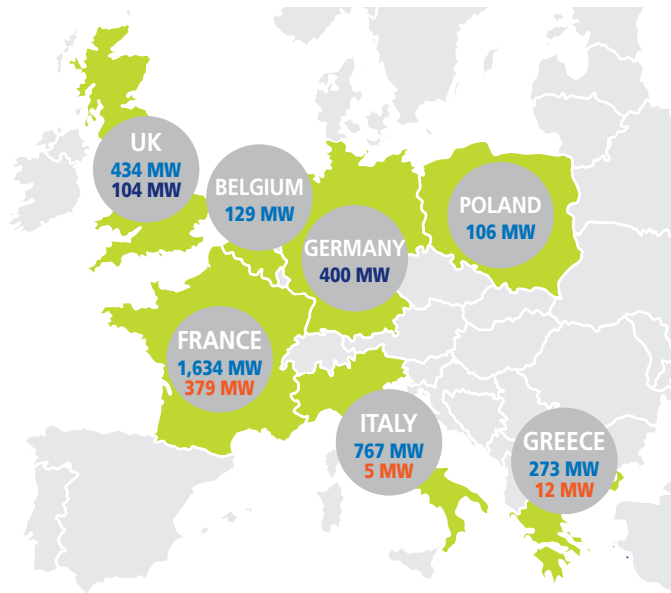 UK
434 MW
104 MW
BELGIUM
129 MW
POLAND
106 MW
GERMANY
400 MW
FRANCE
1,634 MW
379 MW
ITALY
767 MW
5 MW
GREECE
273 MW
12 MW